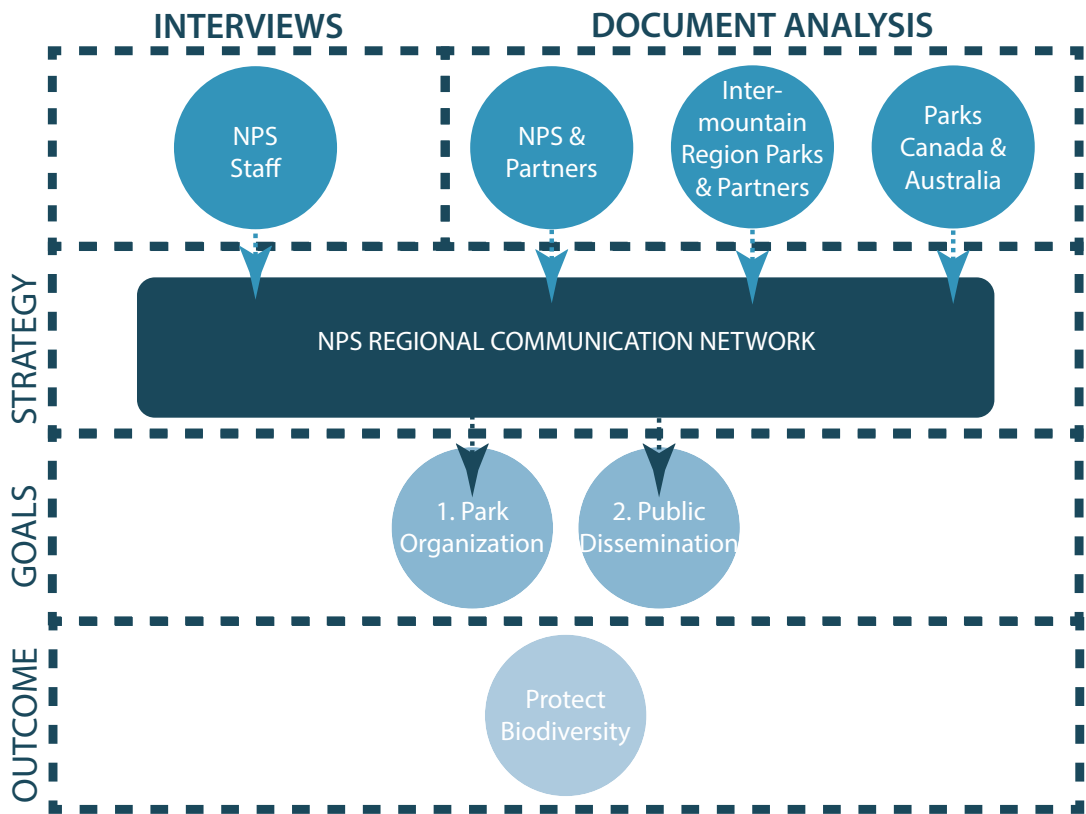 INTERVIEWS
DOCUMENT ANALYSIS
NPS
Staff
NPS &
Partners
Inter-
mountain
Region Parks
& Partners
Parks
Canada &
Australia
STRATEGY
NPS REGIONAL COMMUNICATION NETWORK
GOALS
1. Park
Organization
2. Public
Dissemination
OUTCOME
Protect
Biodiversity